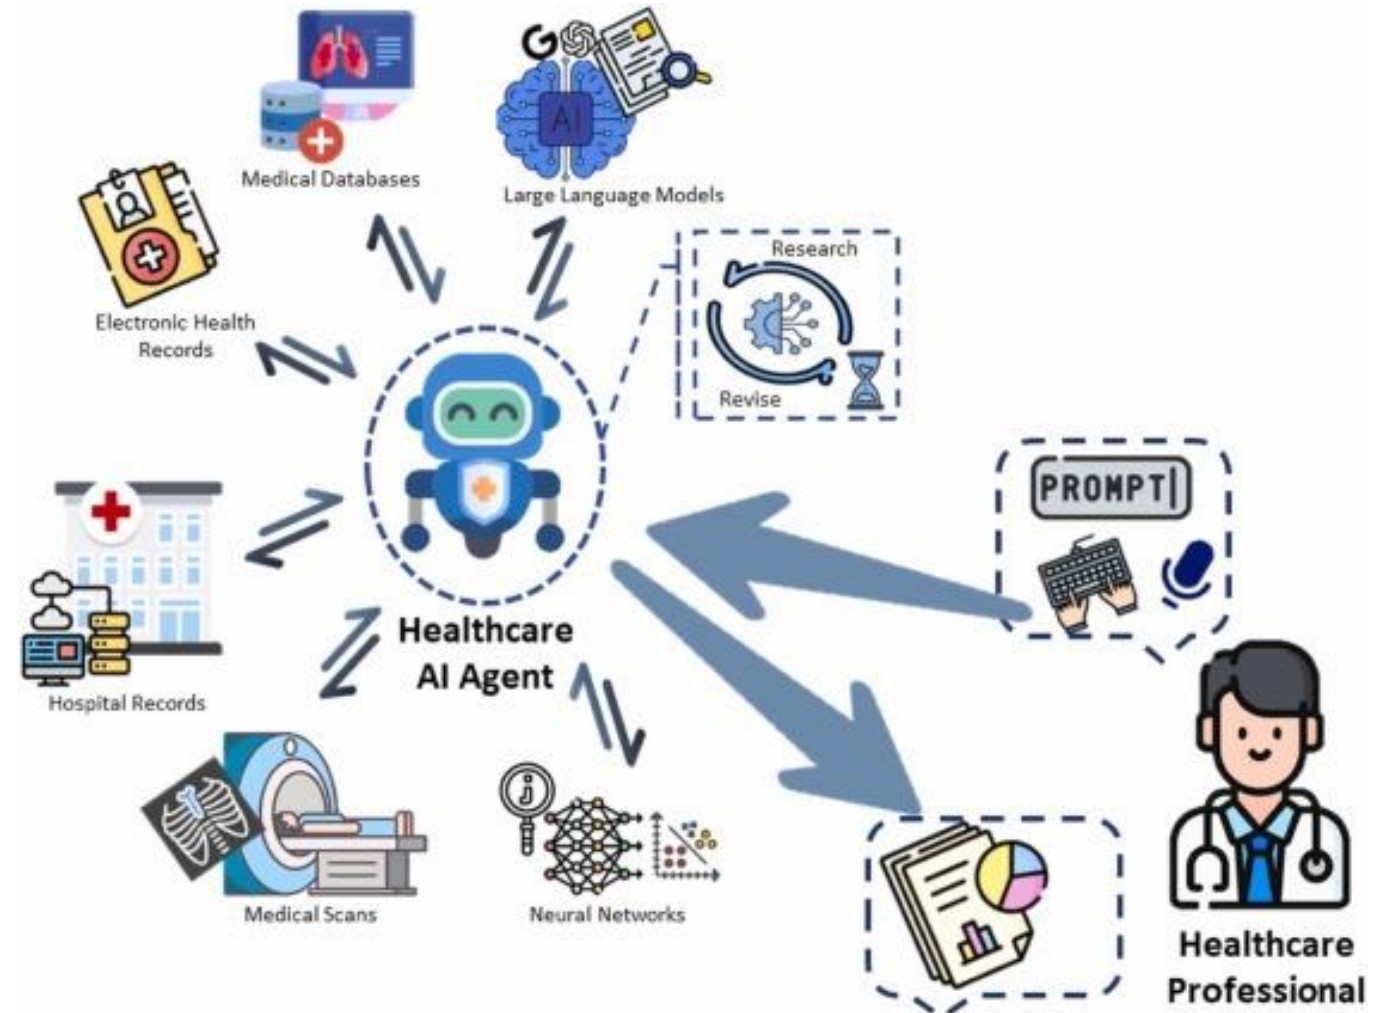 Medical Databases
G
AI
Large Language Models
Electronic Health
Records
Research
Revise
PROMPT
Healthcare
AI Agent
Hospital Records
Medical Scans
i
Neural Networks
Healthcare
Professional